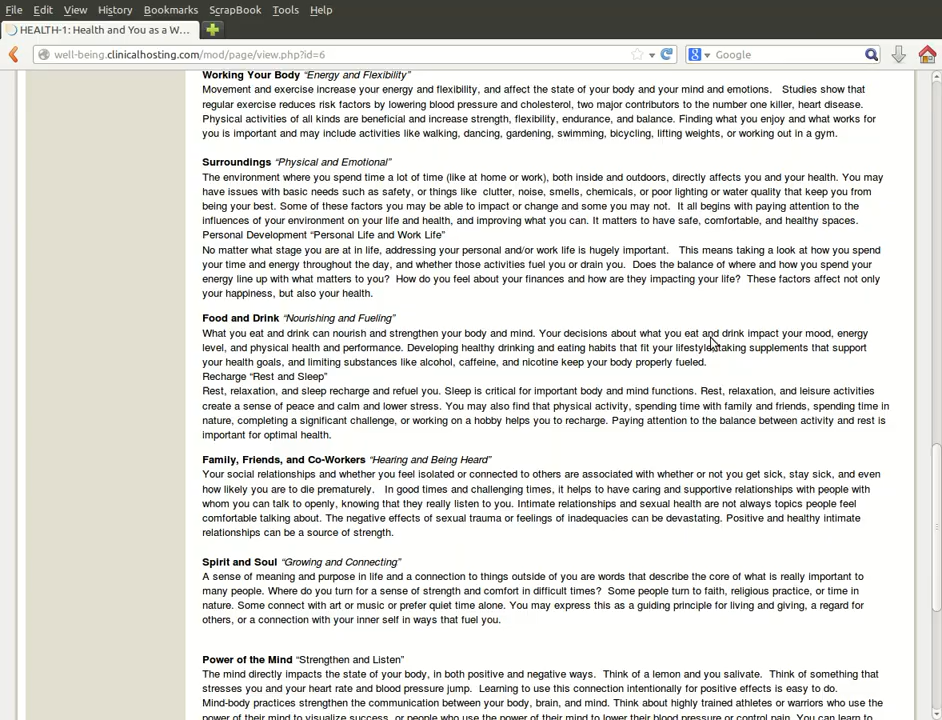 File Edit View History Bookmarks ScrapBook Tools Help
HEALTH-1: Health and You as a W...
well-being.clinicalhosting.com/mod/page/view.php?id=6
Google
Working Your Body “Energy and Flexibility”
Movement and exercise increase your energy and flexibility, and affect the state of your body and your mind and emotions. Studies show that
regular exercise reduces risk factors by lowering blood pressure and cholesterol, two major contributors to the number one killer, heart disease.
Physical activities of all kinds are beneficial and increase strength, flexibility, endurance, and balance. Finding what you enjoy and what works for
you is important and may include activities like walking, dancing, gardening, swimming, bicycling, lifting weights, or working out in a gym.
Surroundings “Physical and Emotional”
The environment where you spend time a lot of time (like at home or work), both inside and outdoors, directly affects you and your health. You may
have issues with basic needs such as safety, or things like clutter, noise, smells, chemicals, or poor lighting or water quality that keep you from
being your best. Some of these factors you may be able to impact or change and some you may not. It all begins with paying attention to the
influences of your environment on your life and health, and improving what you can. It matters to have safe, comfortable, and healthy spaces.
Personal Development “Personal Life and Work Life”
No matter what stage you are at in life, addressing your personal and/or work life is hugely important. This means taking a look at how you spend
your time and energy throughout the day, and whether those activities fuel you or drain you. Does the balance of where and how you spend your
energy line up with what matters to you? How do you feel about your finances and how are they impacting your life? These factors affect not only
your happiness, but also your health.
Food and Drink “Nourishing and Fueling”
What you eat and drink can nourish and strengthen your body and mind. Your decisions about what you eat and drink impact your mood, energy
level, and physical health and performance. Developing healthy drinking and eating habits that fit your lifestyle, taking supplements that support
your health goals, and limiting substances like alcohol, caffeine, and nicotine keep your body properly fueled.
Recharge “Rest and Sleep”
Rest, relaxation, and sleep recharge and refuel you. Sleep is critical for important body and mind functions. Rest, relaxation, and leisure activities
create a sense of peace and calm and lower stress. You may also find that physical activity, spending time with family and friends, spending time in
nature, completing a significant challenge, or working on a hobby helps you to recharge. Paying attention to the balance between activity and rest is
important for optimal health.
Family, Friends, and Co-Workers “Hearing and Being Heard”
Your social relationships and whether you feel isolated or connected to others are associated with whether or not you get sick, stay sick, and even
how likely you are to die prematurely. In good times and challenging times, it helps to have caring and supportive relationships with people with
whom you can talk to openly, knowing that they really listen to you. Intimate relationships and sexual health are not always topics people feel
comfortable talking about. The negative effects of sexual trauma or feelings of inadequacies can be devastating. Positive and healthy intimate
relationships can be a source of strength.
Spirit and Soul “Growing and Connecting”
A sense of meaning and purpose in life and a connection to things outside of you are words that describe the core of what is really important to
many people. Where do you turn for a sense of strength and comfort in difficult times? Some people turn to faith, religious practice, or time in
nature. Some connect with art or music or prefer quiet time alone. You may express this as a guiding principle for living and giving, a regard for
others, or a connection with your inner self in ways that fuel you.
Power of the Mind “Strengthen and Listen”
The mind directly impacts the state of your body, in both positive and negative ways. Think of a lemon and you salivate. Think of something that
stresses you and your heart rate and blood pressure jump. Learning to use this connection intentionally for positive effects is easy to do.
Mind-body practices strengthen the communication between your body, brain, and mind. Think about highly trained athletes or warriors who use the
power of their mind to visualize success, or people who use the power of their mind to lower their blood pressure or control pain. You can learn to